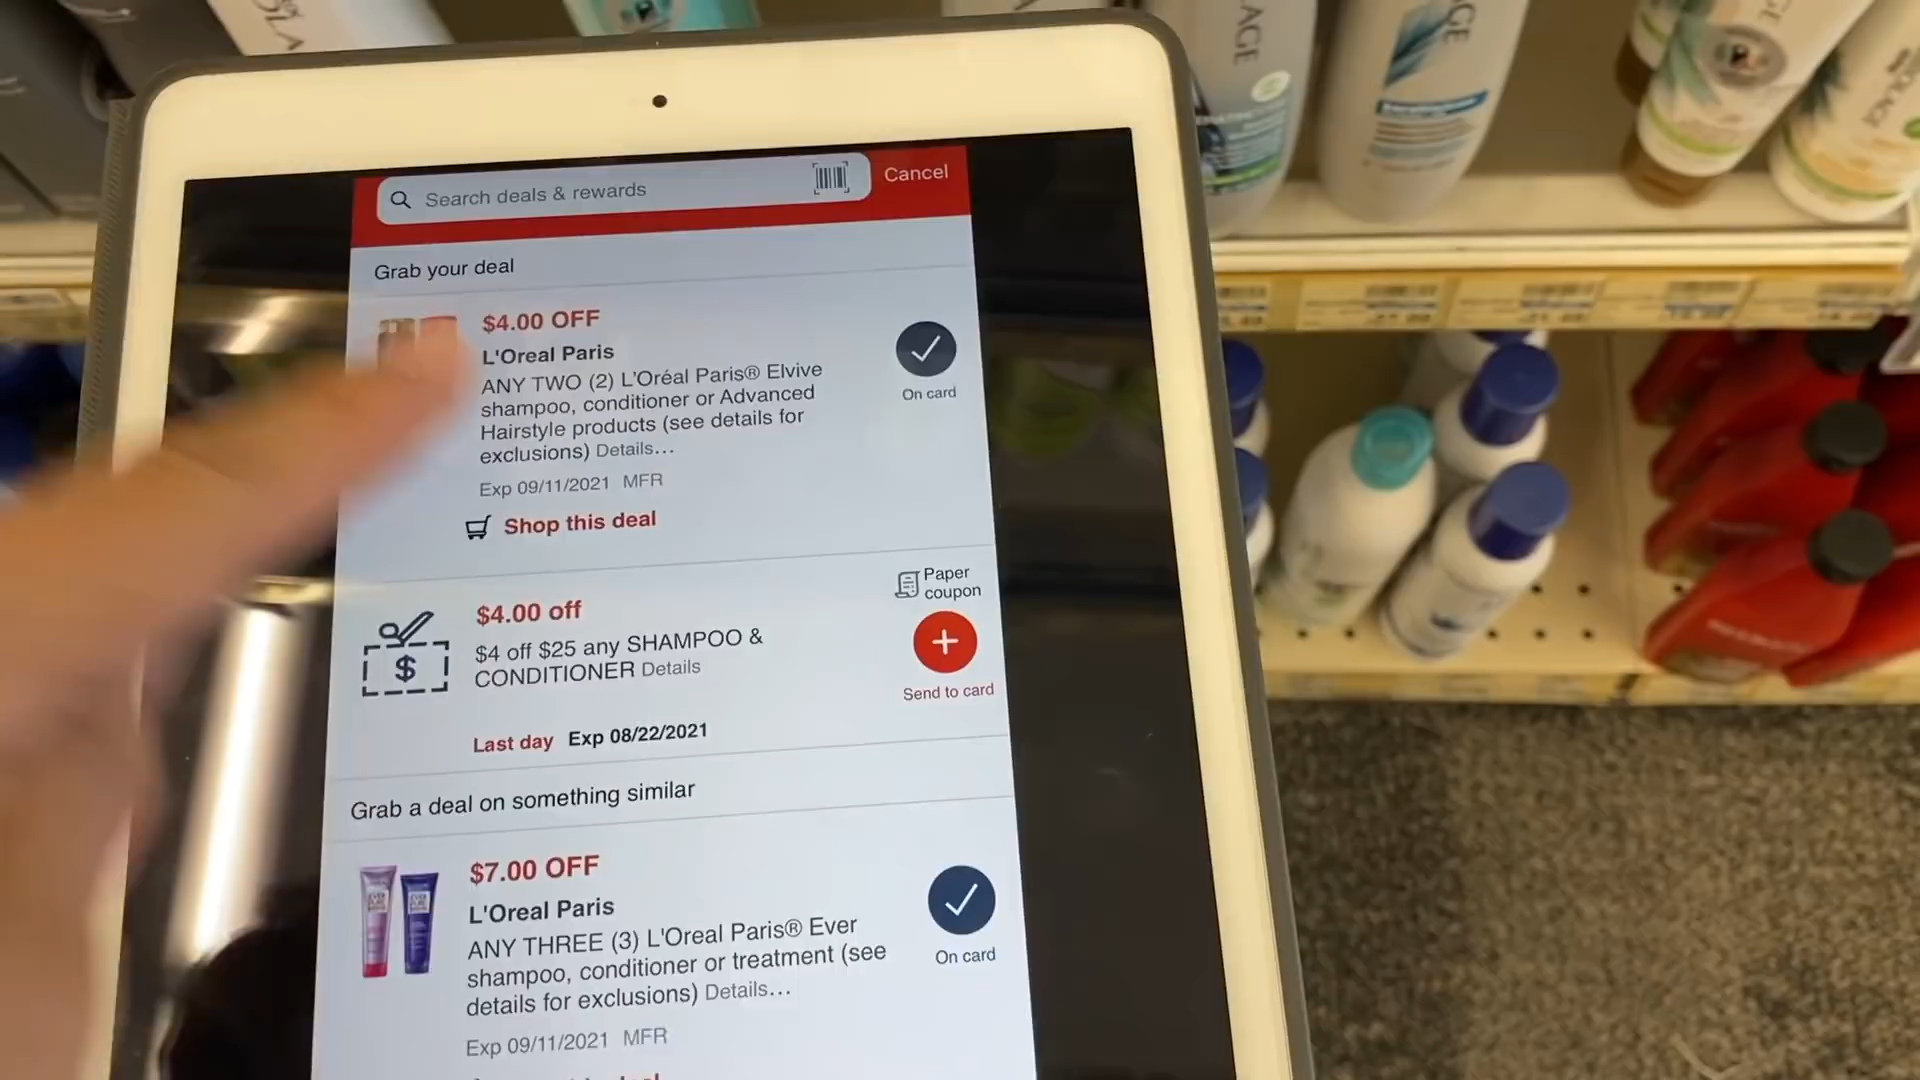 Search deals & rewards
Cancel
Grab your deal
$4.00 OFF
L'Oreal Paris
ANY TWO (2) L'Oréal Paris® Elvive
shampoo, conditioner or Advanced
Hairstyle products (see details for
exclusions) Details...
Exp 09/11/2021 MFR
Shop this deal
On card
$4.00 off
$4 off $25 any SHAMPOO &
CONDITIONER Details
Last day Exp 08/22/2021
Paper
coupon
Send to card
Grab a deal on something similar
$7.00 OFF
L'Oreal Paris
ANY THREE (3) L'Oreal Paris® Ever
shampoo, conditioner or treatment (see
details for exclusions) Details...
Exp 09/11/2021 MFR
On card